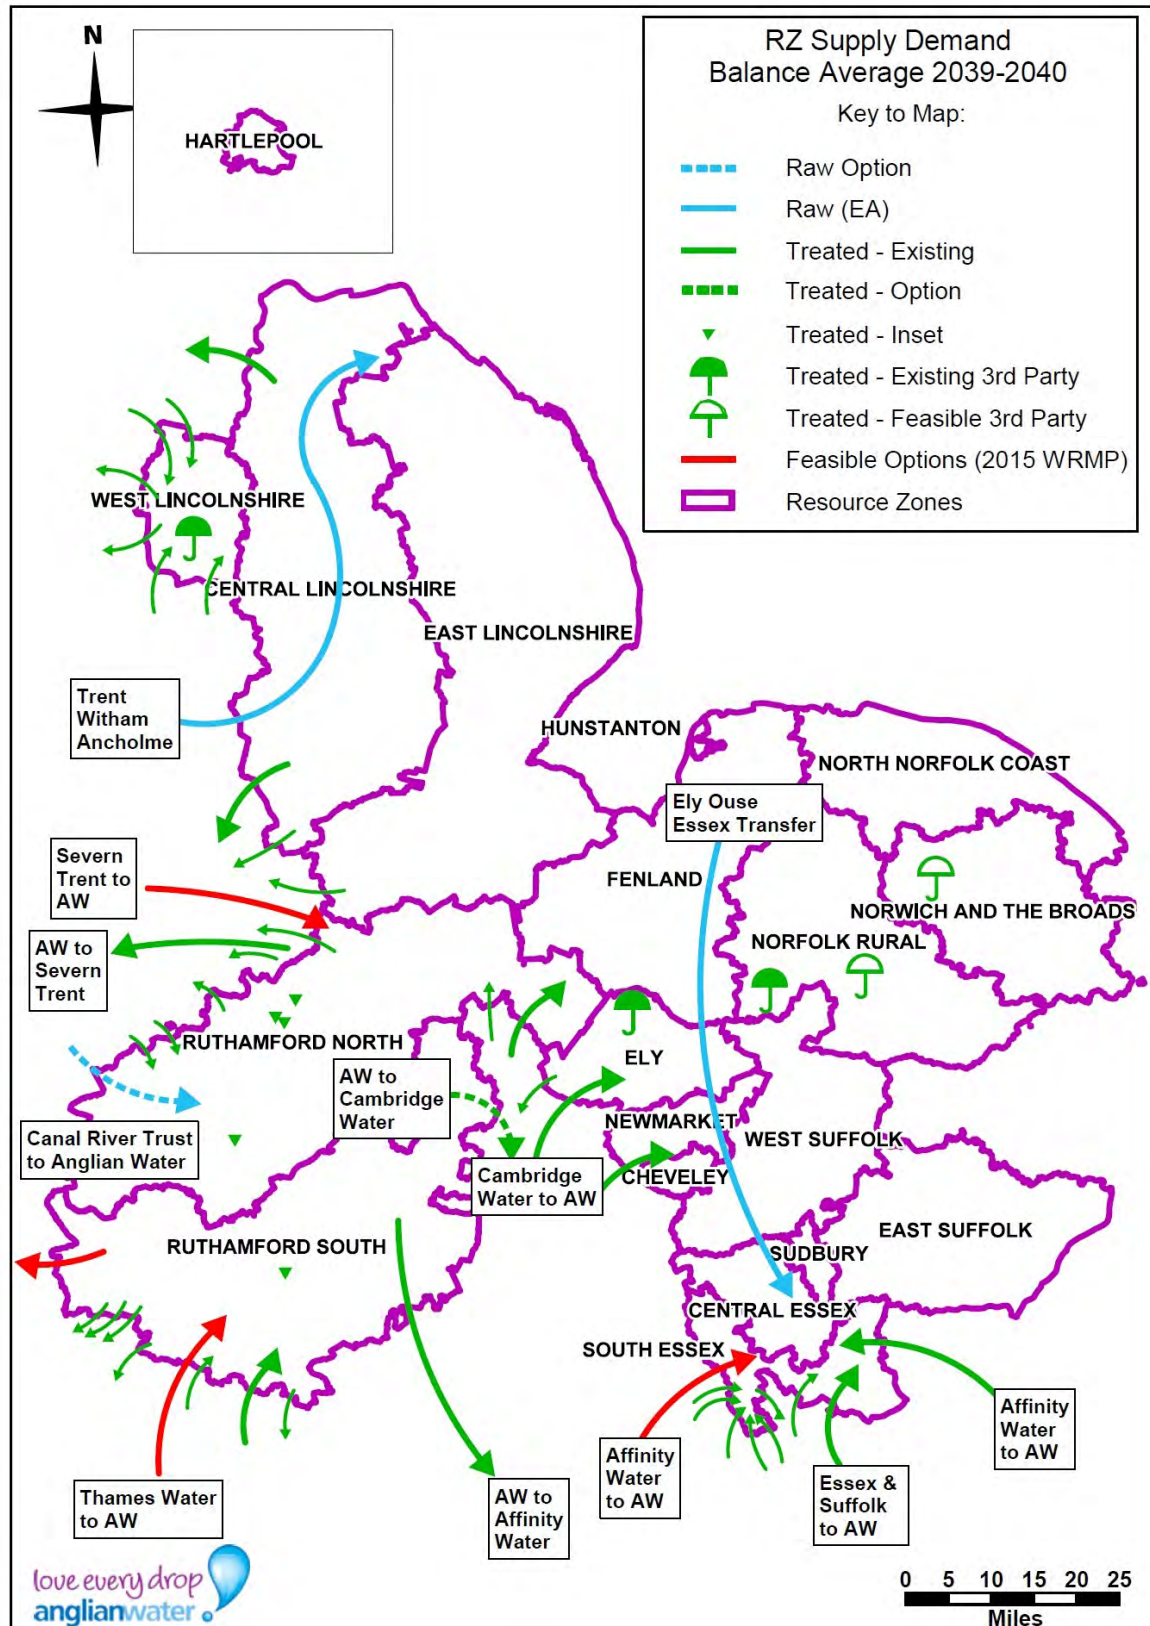 N
HARTLEPOOL
RZ Supply Demand
Balance Average 2039-2040
Key to Map:
Raw Option
Raw (EA)
Treated - Existing
Treated - Option
Treated - Inset
Treated - Existing 3rd Party
Treated - Feasible 3rd Party
Feasible Options (2015 WRMP)
Resource Zones
WEST LINCOLNSHIRE
CENTRAL LINCOLNSHIRE
EAST LINCOLNSHIRE
Trent
Witham
Ancholme
HUNSTANTON
NORTH NORFOLK COAST
Ely Ouse
Essex Transfer
Severn
Trent to
AW
FENLAND
NORWICH AND THE BROADS
AW to
Severn
Trent
NORFOLK RURAL
RUTHAMFORD NORTH
ELY
AW to
Cambridge
Water
Canal River Trust
to Anglian Water
NEWMARKET
WEST SUFFOLK
Cambridge
Water to AW
CHEVELEY
EAST SUFFOLK
RUTHAMFORD SOUTH
SUDBURY
CENTRAL ESSEX
SOUTH ESSEX
Affinity
Water
to AW
Affinity
Water
to AW
Essex &
Suffolk
to AW
AW to
Affinity
Water
Thames Water
to AW
love every drop
anglianwater
0 5 10 15 20 25
Miles